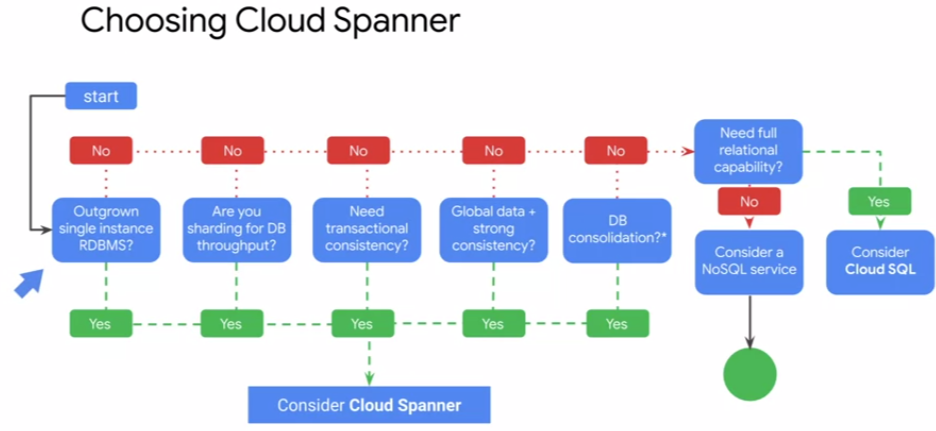 Choosing Cloud Spanner
start
No
No
No
No
No
Need full
relational
capability?
Outgrown
single instance
RDBMS?
Are you
sharding for DB
throughput?
Need
transactional
consistency?
Global data +
strong
consistency?
DB
consolidation?*
No
Yes
Consider a
NoSQL service
Consider
Cloud SQL
Yes
Yes
Yes
Yes
Yes
Consider Cloud Spanner